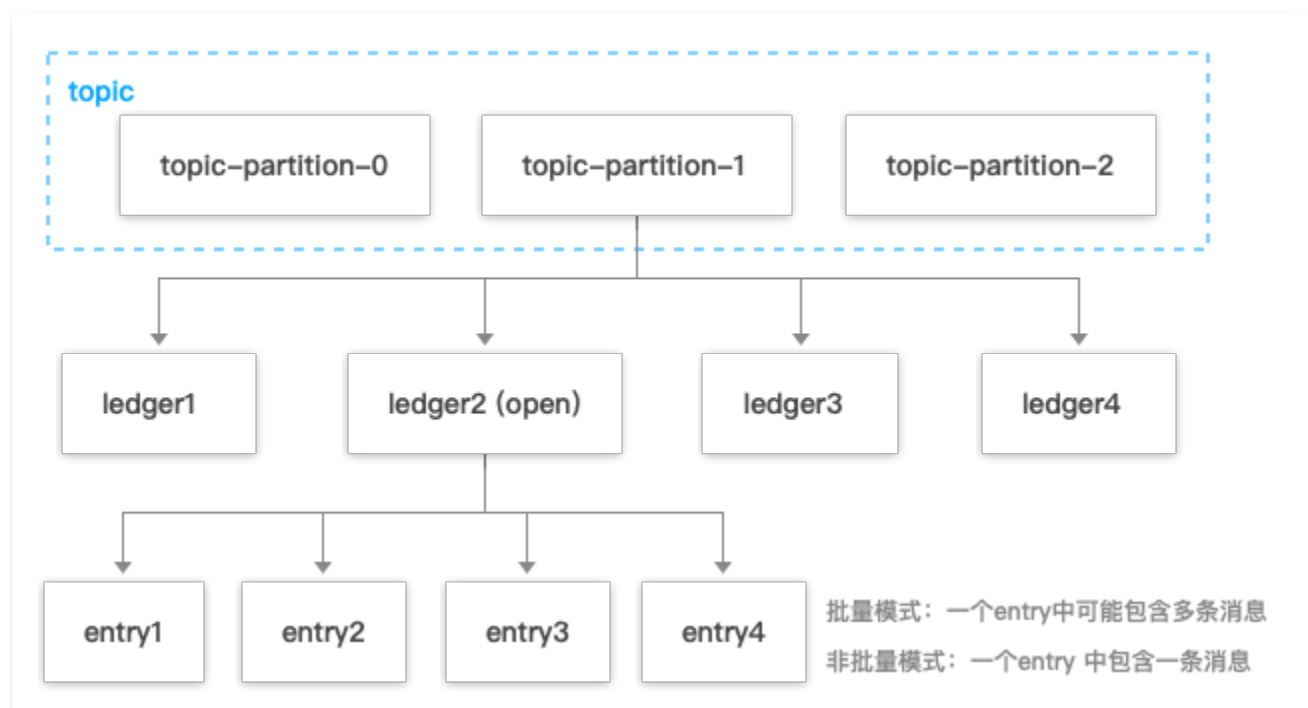 topic
topic-partition-0
topic-partition-1
topic-partition-2
ledger1
ledger2 (open)
ledger3
ledger4
entry1
entry2
entry3
entry4
批量模式：一个entry中可能包含多条消息
非批量模式：一个entry 中包含一条消息